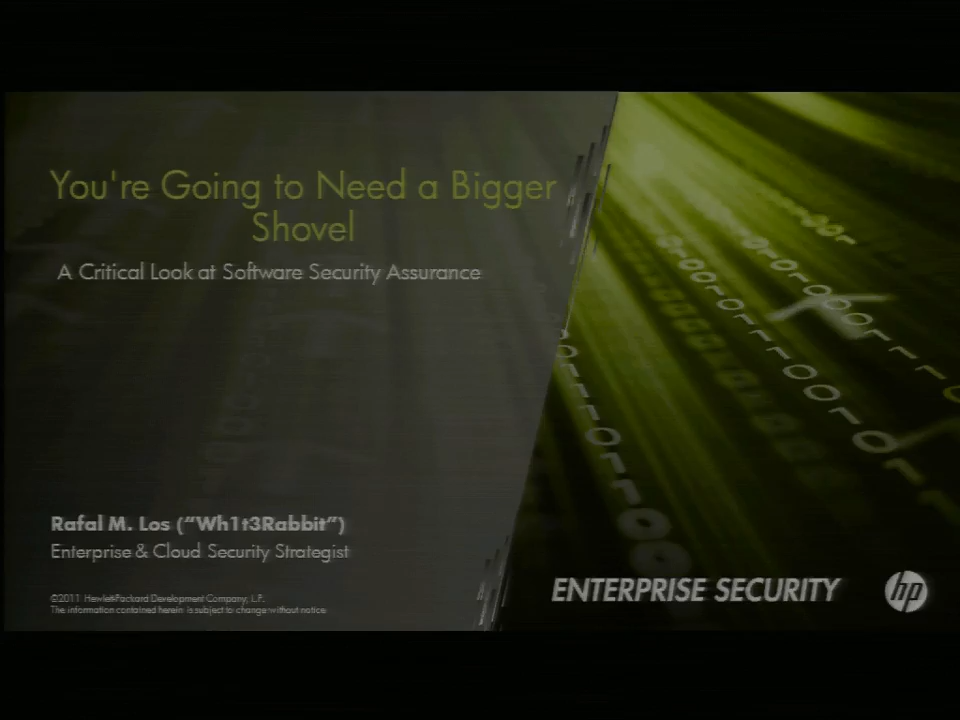 You're Going to Need a Bigger
Shovel
A Critical Look at Software Security Assurance
Rafal M. Los (“Wh1t3Rabbit”)
Enterprise & Cloud Security Strategist
©2011 Hewlett-Packard Development Company, L.P.
The information contained herein is subject to change without notice
ENTERPRISE SECURITY
hp